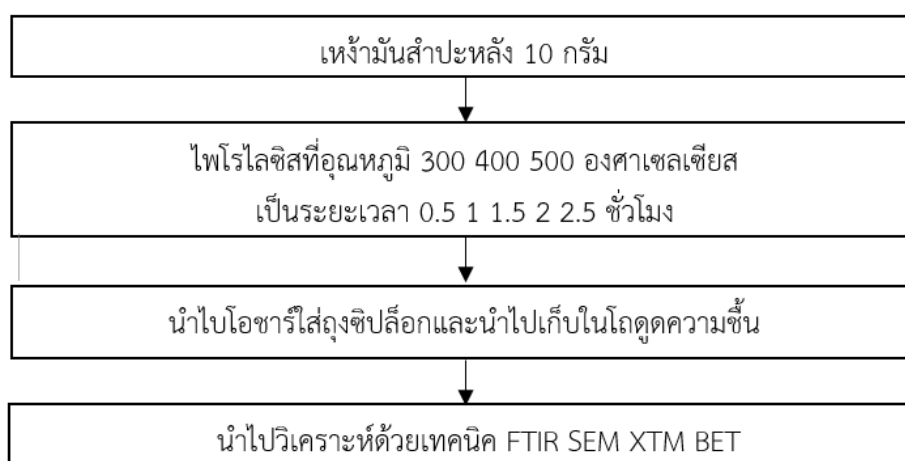 เหง้ามันสำปะหลัง 10 กรัม
ไพโรไลซิสที่อุณหภูมิ 300 400 500 องศาเซลเซียส
เป็นระยะเวลา 0.5 1 1.5 2 2.5 ชั่วโมง
นำไบโอชาร์ใส่ถุงซิปล็อกและนำไปเก็บในโถดูดความชื้น
นำไปวิเคราะห์ด้วยเทคนิค FTIR SEM XTM BET